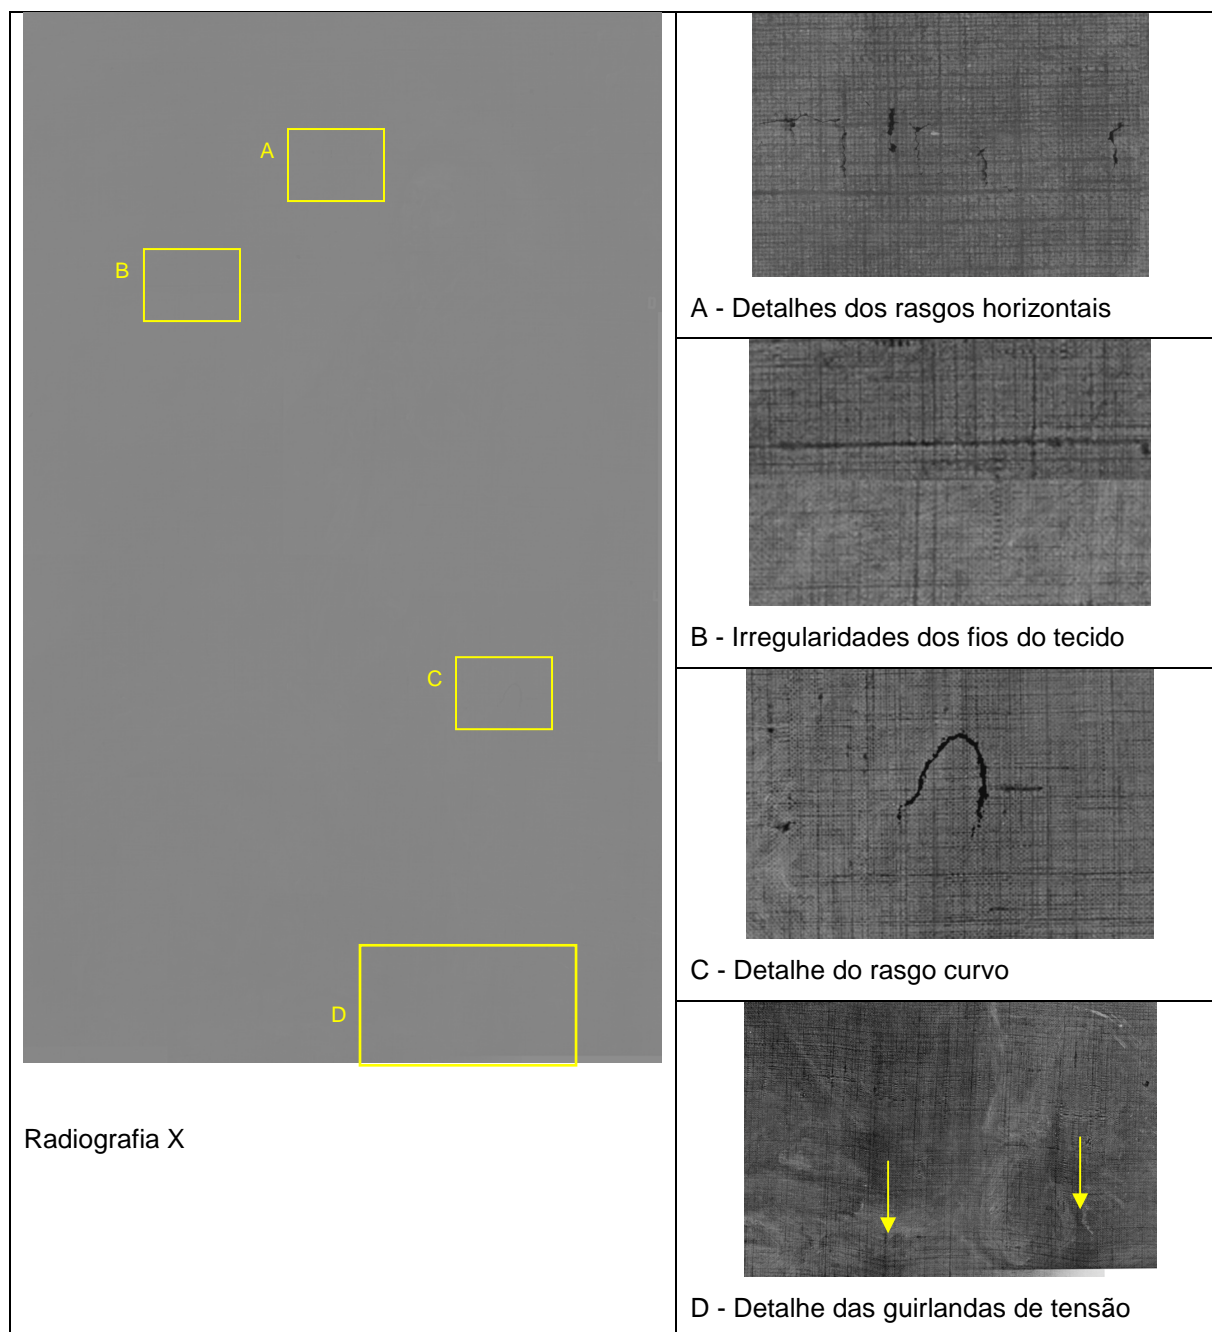 A
B
C
D
Radiografia X
A - Detalhes dos rasgos horizontais
B - Irregularidades dos fios do tecido
C - Detalhe do rasgo curvo
D - Detalhe das guirlandas de tensão